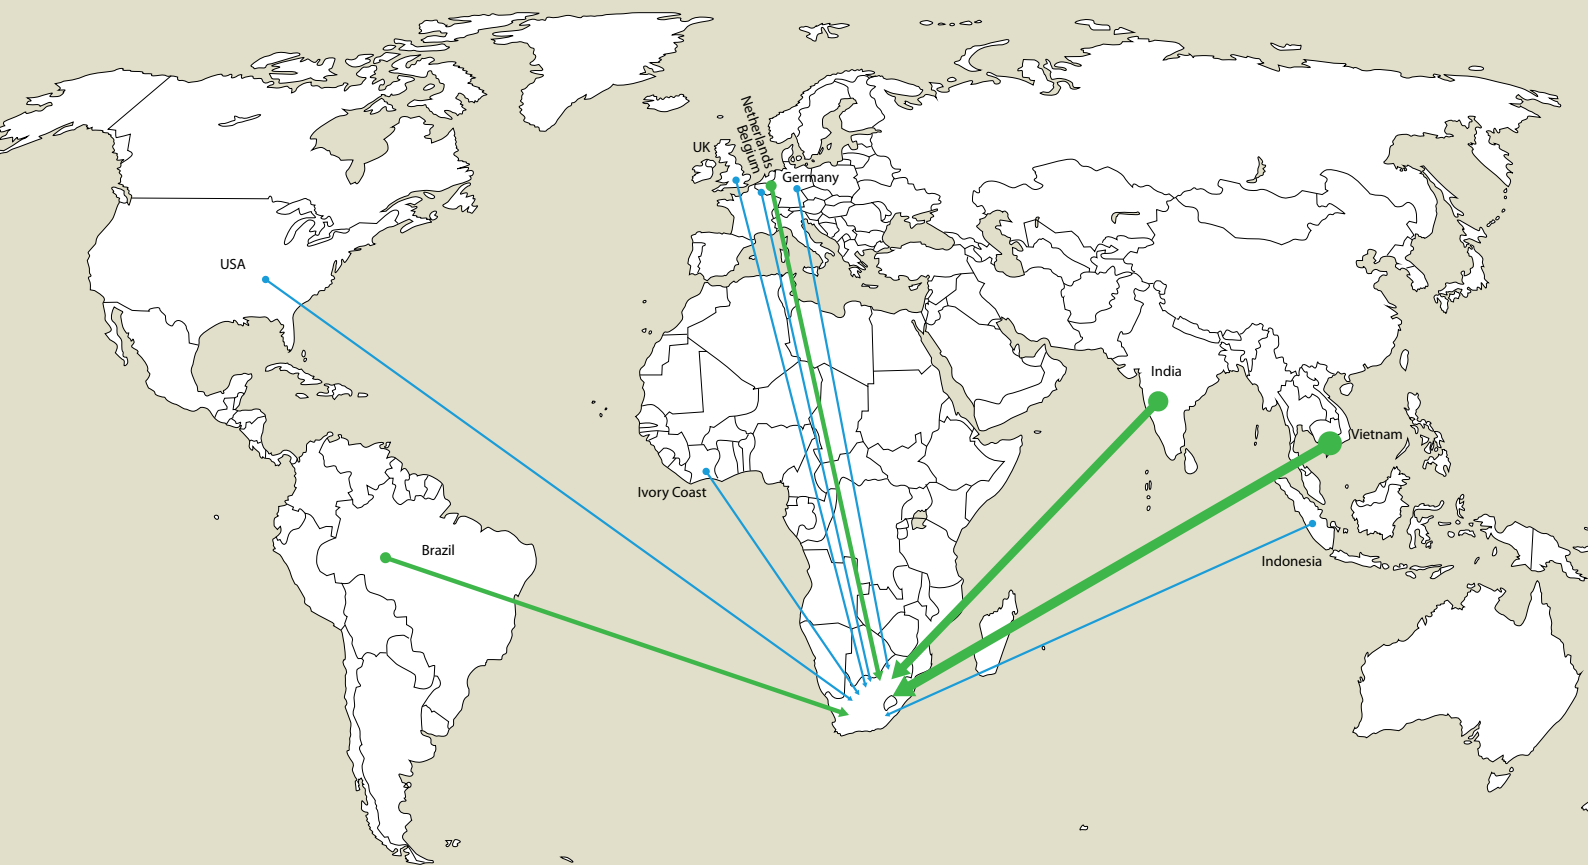 Netherlands
Belgium
UK
Germany
USA
India
Vietnam
Ivory Coast
Brazil
Indonesia